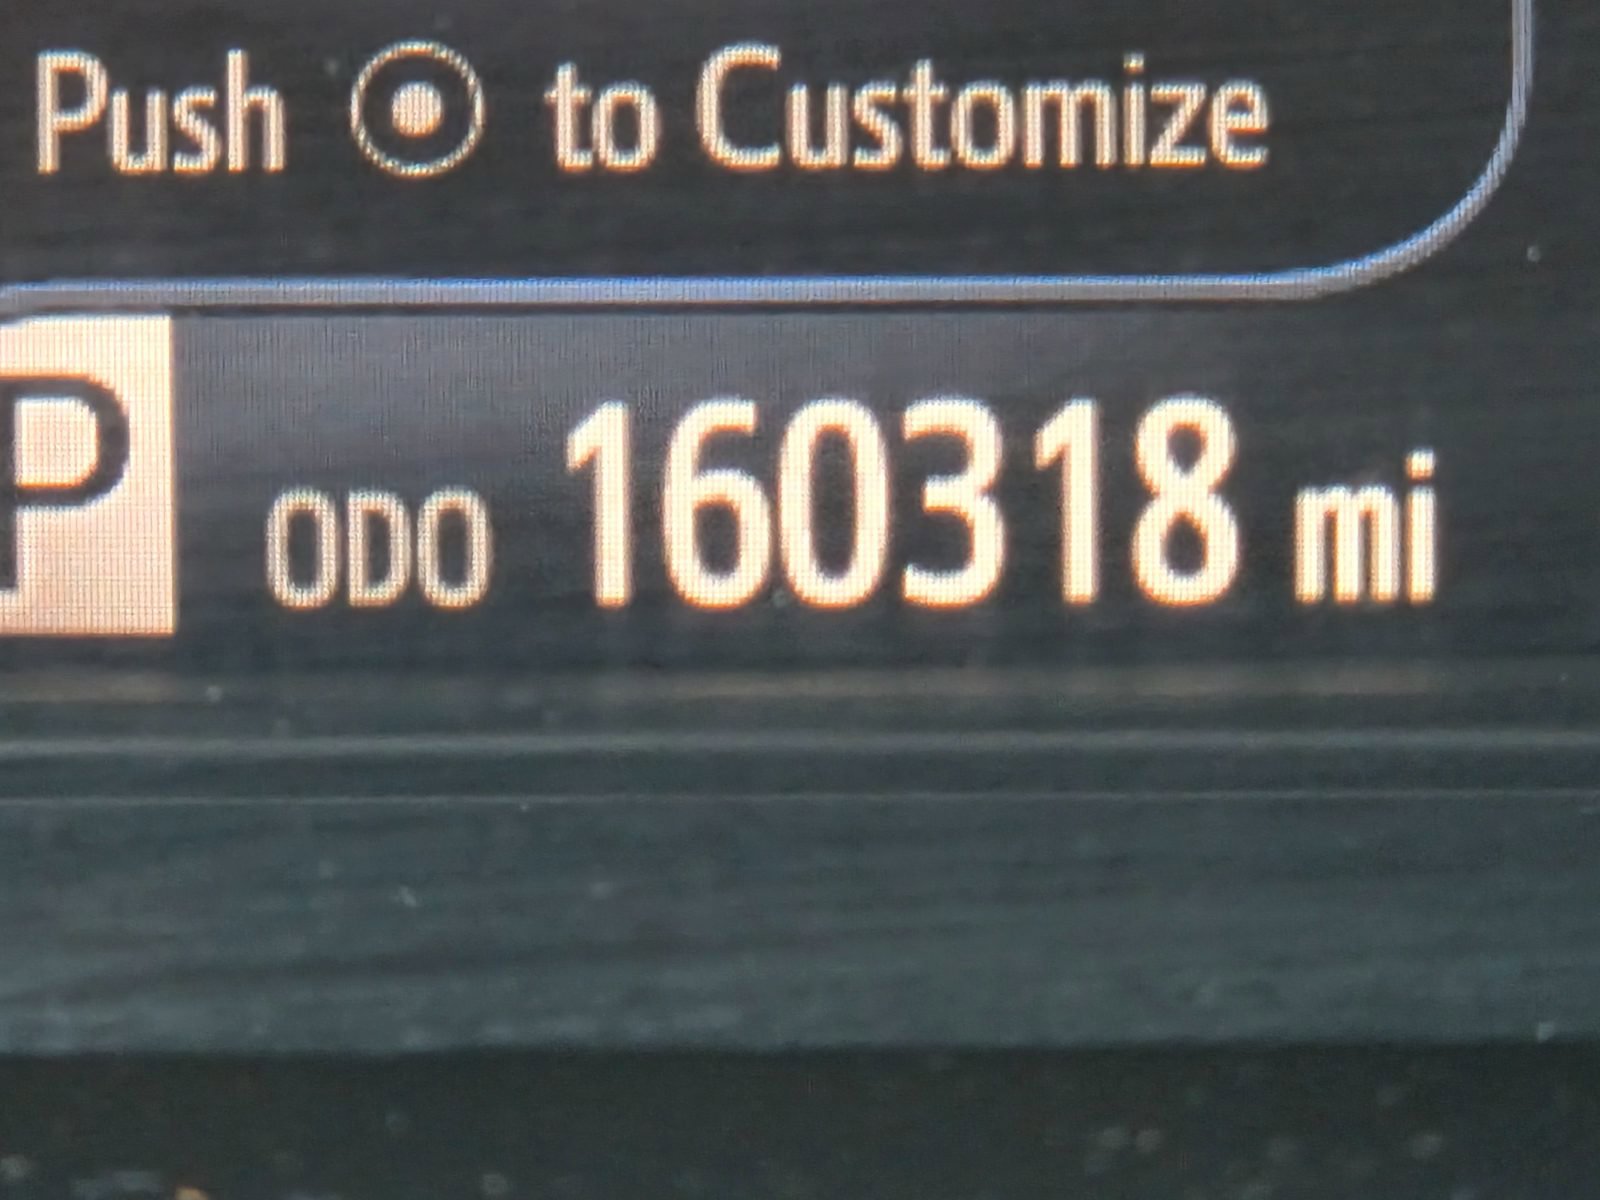 Push to Customize
P ODO 160318 mi